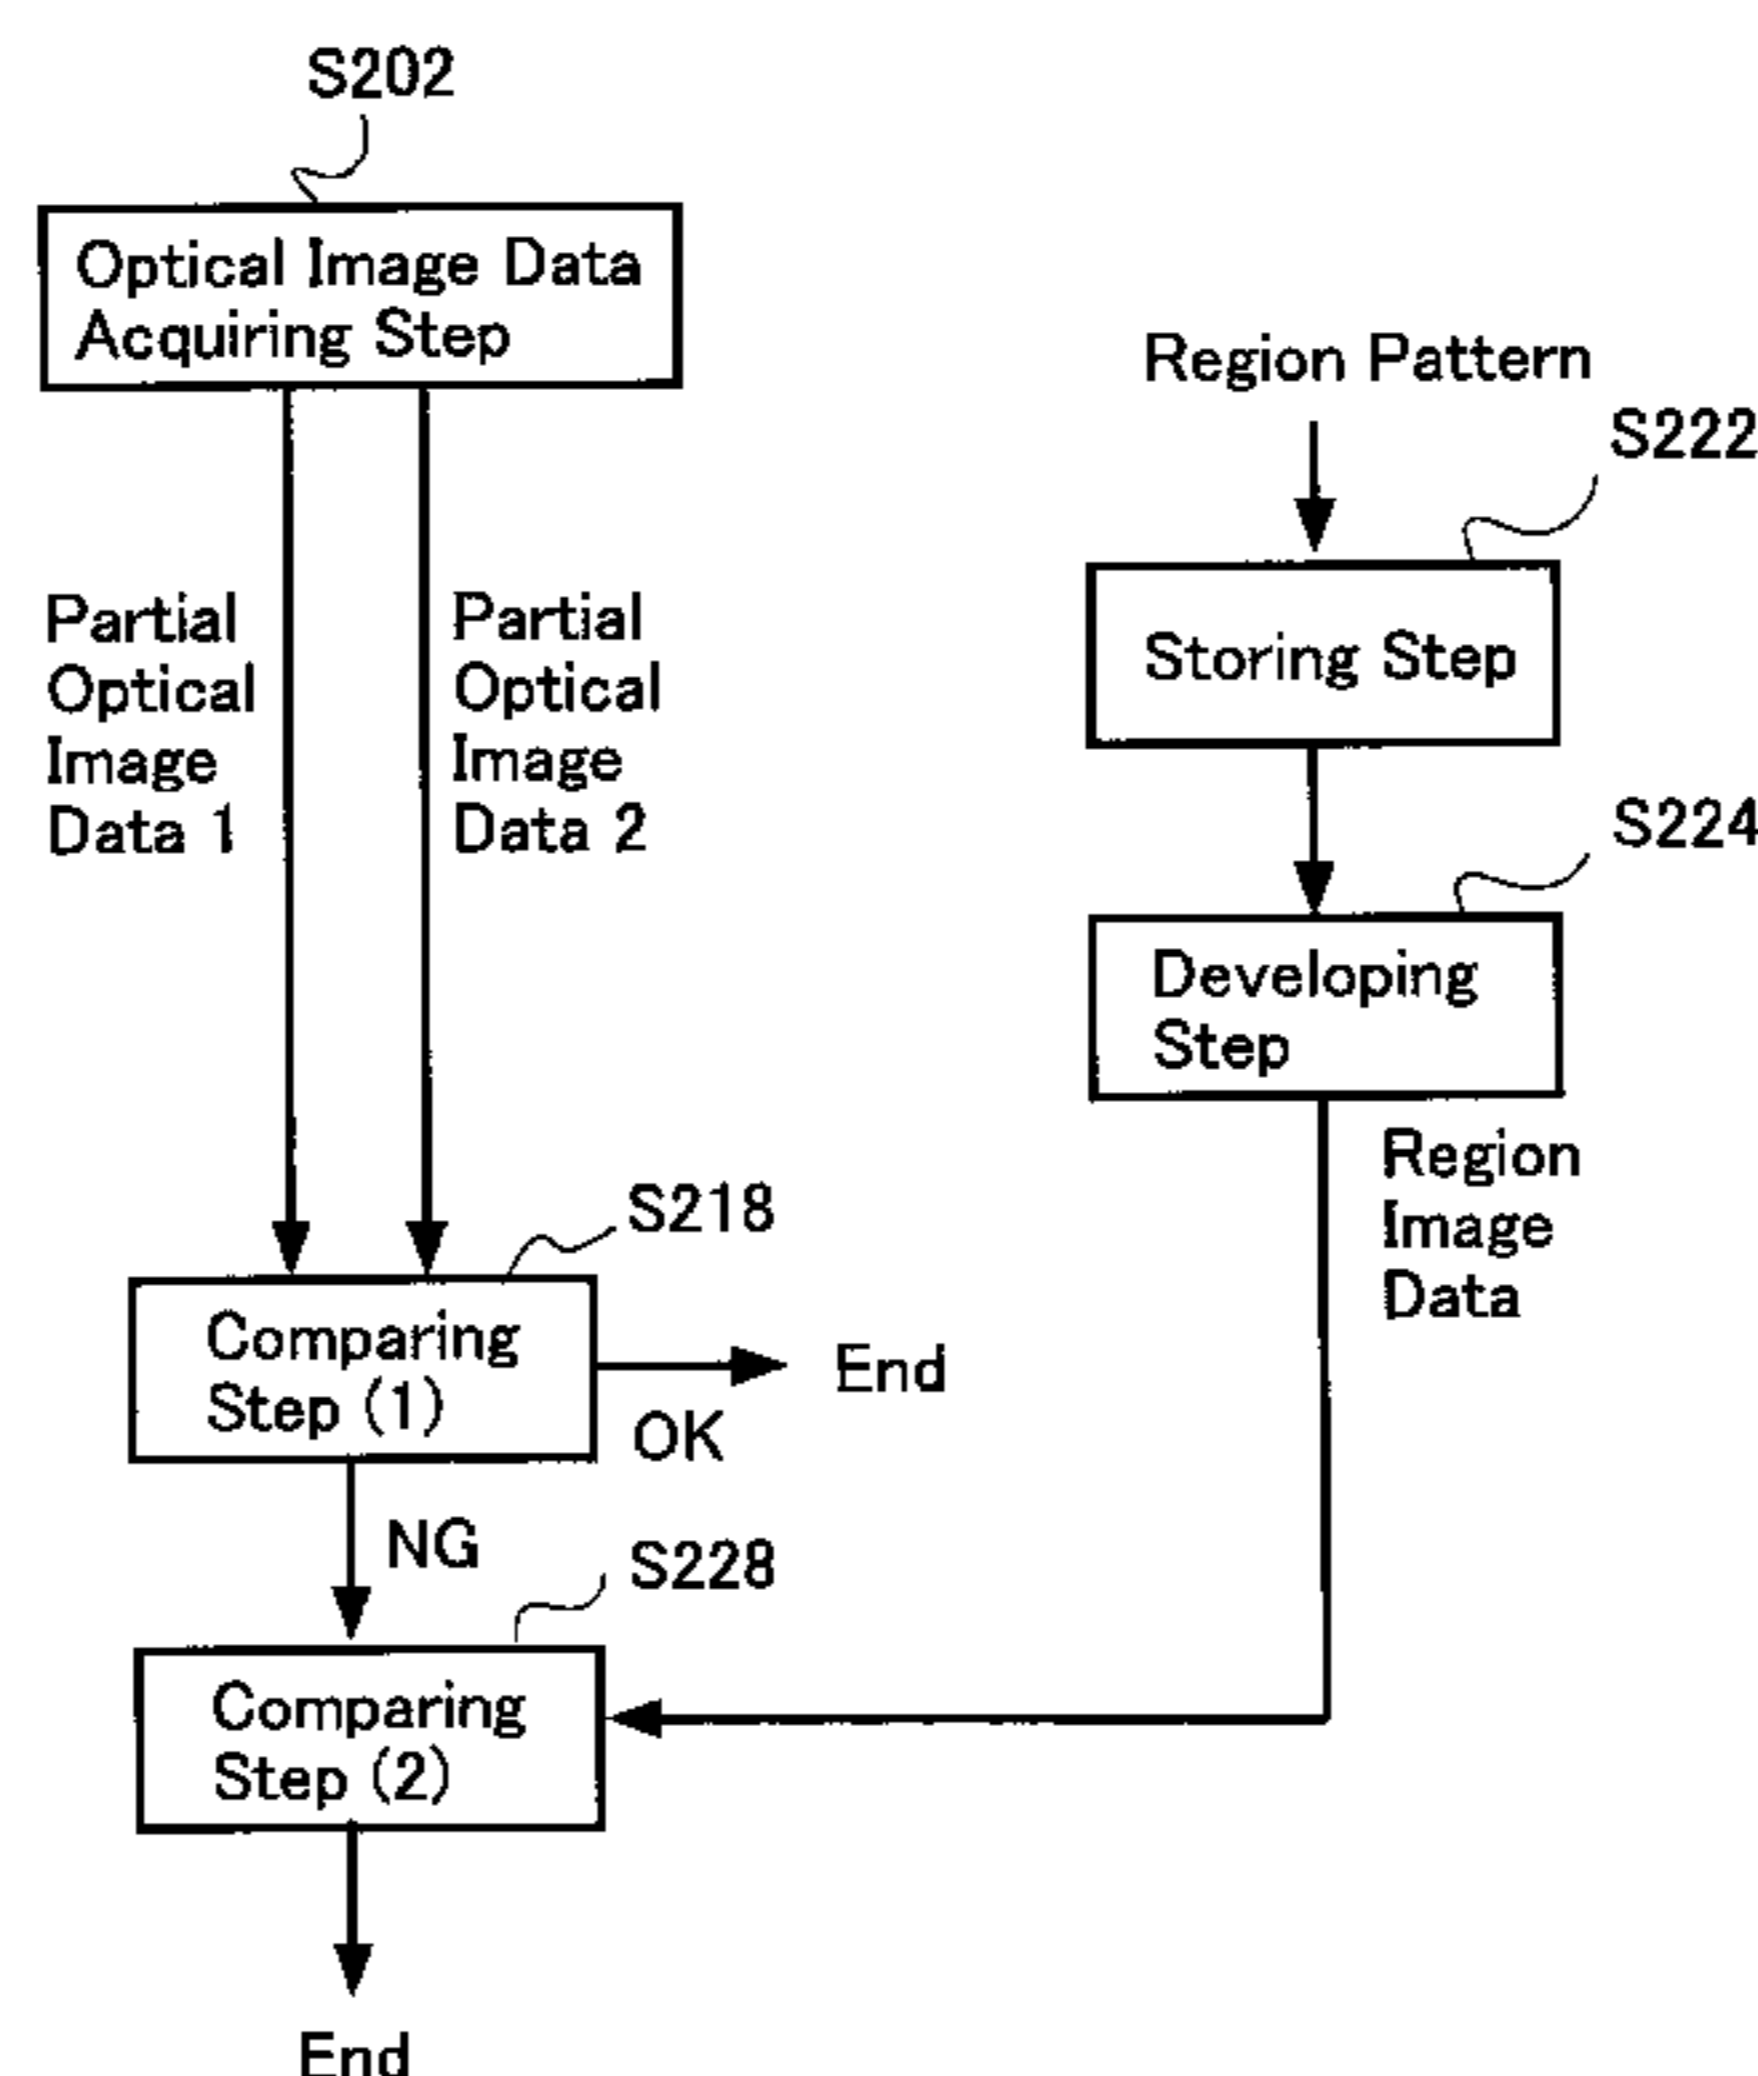 S202
Optical Image Data
Acquiring Step
Region Pattern
S222
Partial
Optical
Image
Data 1
Partial
Optical
Image
Data 2
Storing Step
S224
Developing
Step
Region
Image
Data
S218
Comparing
Step (1)
End
OK
NG
S228
Comparing
Step (2)
End